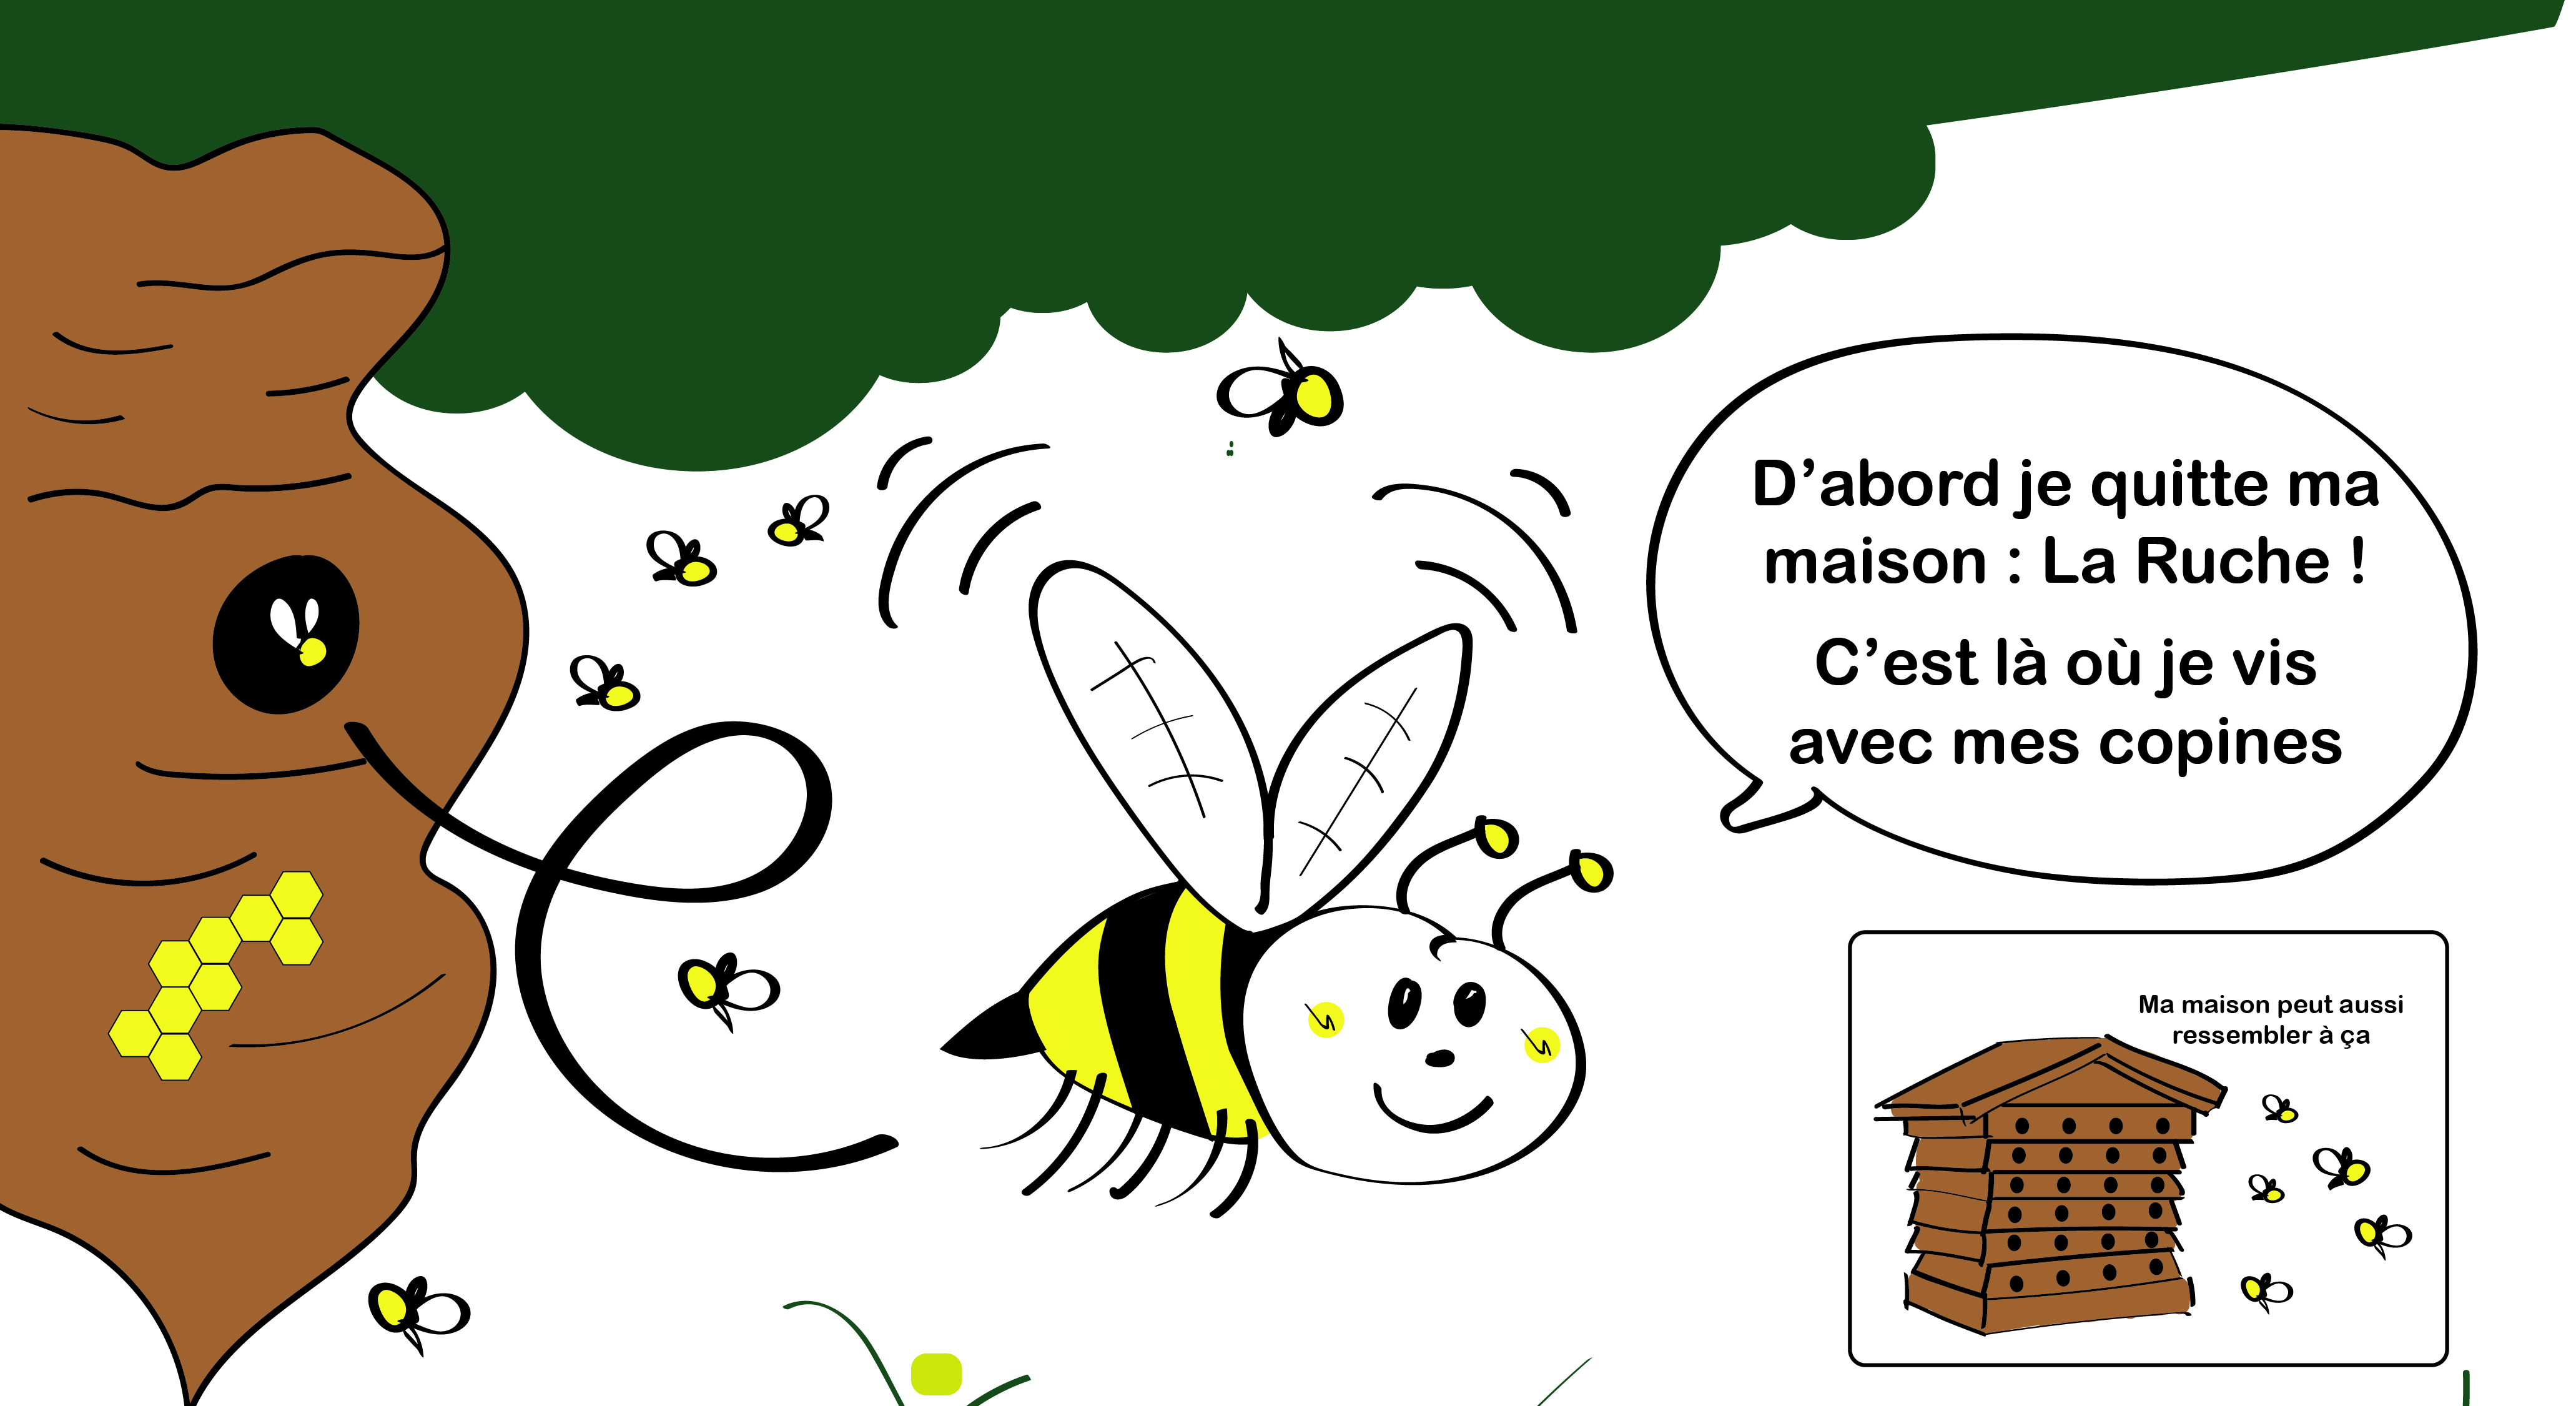 D’abord je quitte ma
maison : La Ruche !
C’est là où je vis
avec mes copines
Ma maison peut aussi
ressembler à ça